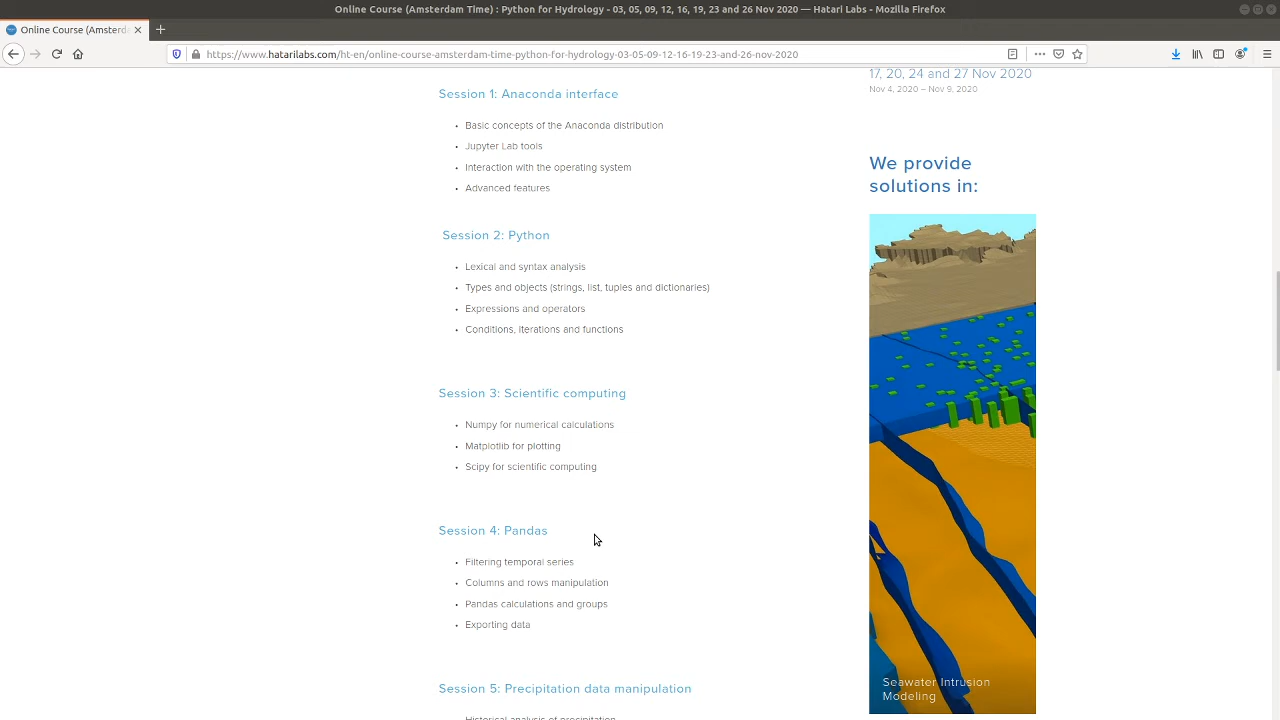 Online Course (Amsterdam Time) : Python for Hydrology - 03, 05, 09, 12, 16, 19, 23 and 26 Nov 2020 — Hatari Labs - Mozilla Firefox
Online Course (Amsterda
https://www.hatarilabs.com/ht-en/online-course-amsterdam-time-python-for-hydrology-03-05-09-12-16-19-23-and-26-nov-2020
17, 20, 24 and 27 Nov 2020
Nov 4, 2020 – Nov 9, 2020
Session 1: Anaconda interface
• Basic concepts of the Anaconda distribution
• Jupyter Lab tools
• Interaction with the operating system
• Advanced features
Session 2: Python
• Lexical and syntax analysis
• Types and objects (strings, list, tuples and dictionaries)
• Expressions and operators
• Conditions, iterations and functions
Session 3: Scientific computing
• Numpy for numerical calculations
• Matplotlib for plotting
• Scipy for scientific computing
Session 4: Pandas
• Filtering temporal series
• Columns and rows manipulation
• Pandas calculations and groups
• Exporting data
Session 5: Precipitation data manipulation
Historical analysis of precipitation
We provide
solutions in:
Seawater Intrusion
Modeling